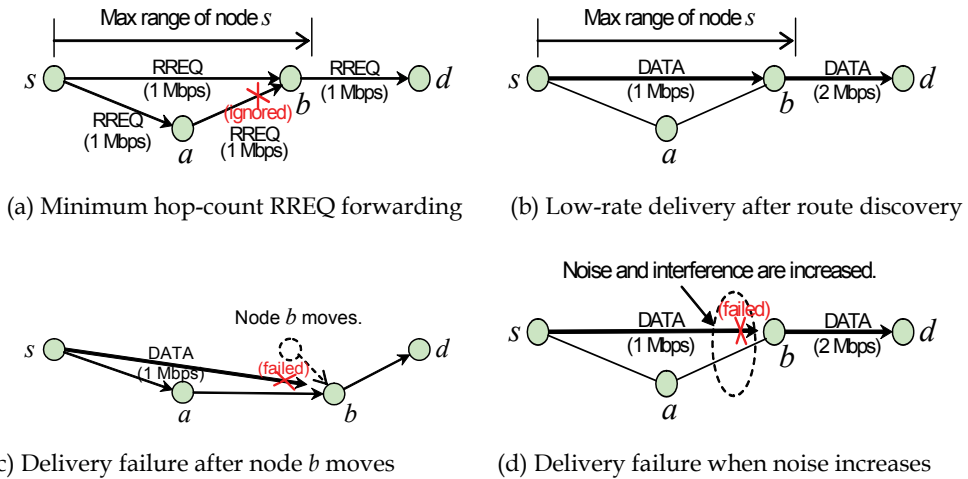 Max range of node s
s
RREQ
(1 Mbps)
b
RREQ
(1 Mbps)
d
RREQ
(1 Mbps)
a
(ignored)
RREQ
(1 Mbps)
(a) Minimum hop-count RREQ forwarding
Max range of node s
s
DATA
(1 Mbps)
b
DATA
(2 Mbps)
d
a
(b) Low-rate delivery after route discovery
Node b moves.
s
DATA
(1 Mbps)
(failed)
d
a
b
c) Delivery failure after node b moves
Noise and interference are increased.
s
DATA
(1 Mbps)
(failed)
b
DATA
(2 Mbps)
d
a
(d) Delivery failure when noise increases